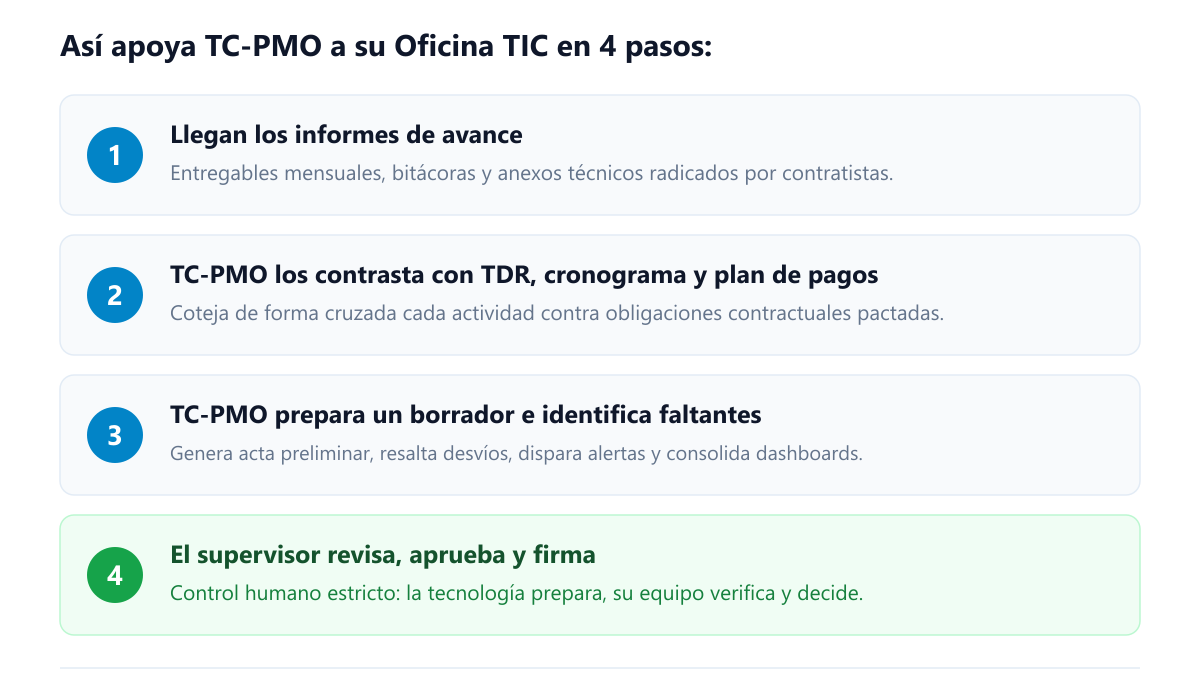 Así apoya TC-PMO a su Oficina TIC en 4 pasos:
1
Llegan los informes de avance
Entregables mensuales, bitácoras y anexos técnicos radicados por contratistas.
2
TC-PMO los contrasta con TDR, cronograma y plan de pagos
Coteja de forma cruzada cada actividad contra obligaciones contractuales pactadas.
3
TC-PMO prepara un borrador e identifica faltantes
Genera acta preliminar, resalta desvíos, dispara alertas y consolida dashboards.
4
El supervisor revisa, aprueba y firma
Control humano estricto: la tecnología prepara, su equipo verifica y decide.